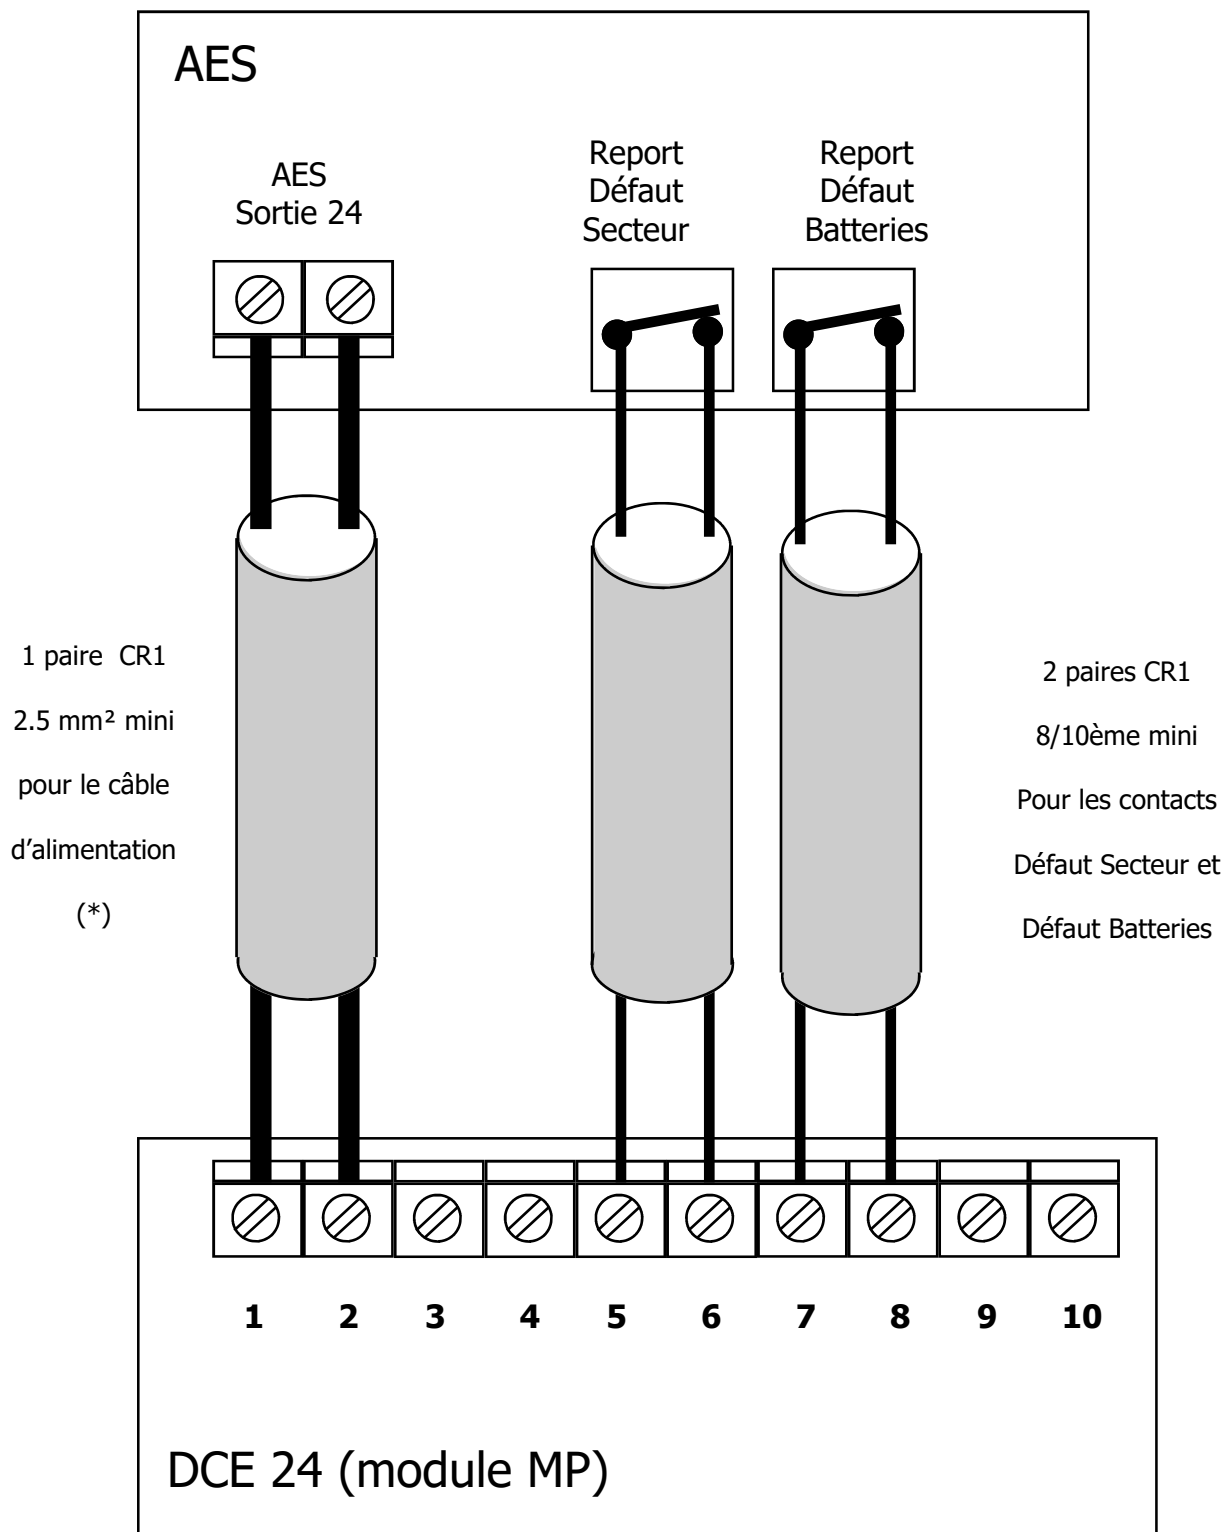 AES
AES
Sortie 24
Report
Défaut
Secteur
Report
Défaut
Batteries
1 paire CR1
2.5 mm² mini
pour le câble
d’alimentation
(*)
2 paires CR1
8/10ème mini
Pour les contacts
Défaut Secteur et
Défaut Batteries
1 2 3 4 5 6 7 8 9 10
DCE 24 (module MP)